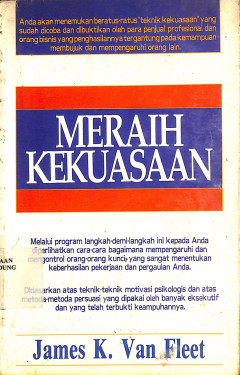 Anda akan menemukan beratus-ratus "teknik kekuasaan" yang
sudah dicoba dan dibuktikan oleh para penjual profesional dan
orang bisnis yang penghasilannya tergantung pada kemampuan
membujuk dan mempengaruhi orang lain.
MERAIH
KEKUASAAN
Melalui program langkah-demi-langkah ini kepada Anda
diperlihatkan cara-cara bagaimana mempengaruhi dan
mengontrol orang-orang kunci, yang sangat menentukan
keberhasilan pekerjaan dan pergaulan Anda.
Didasarkan atas teknik-teknik motivasi psikologis dan atas
metoda-metoda persuasi yang dipakai oleh banyak eksekutif
dan yang telah terbukti keampuhannya.
James K. Van Fleet